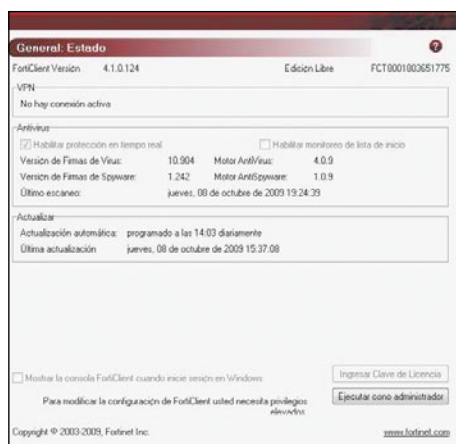 General: Estado
FortiClient Versión 4.1.0.124 Edición Libre FCT8001803651775
VPN
No hay conexión activa
Antivirus
Habilitar protección en tiempo real Habilitar monitoreo de lista de inicio
Versión de Firmas de Virus: 10.904 Motor AntiVirus: 4.0.9
Versión de Firmas de Spyware: 1.242 Motor AntiSpyware: 1.0.9
Último escaneo: jueves, 08 de octubre de 2009 19:24:39
Actualizar
Actualización automática: programado a las 14:03 diariamente
Última actualización jueves, 08 de octubre de 2009 15:37:08
Mostrar la consola FortiClient cuando inicie sesión en Windows
Ingresar Clave de Licencia
Para modificar la configuración de FortiClient usted necesita privilegios elevados.
Ejecutar como administrador
Copyright © 2003-2009, Fortinet Inc. www.fortinet.com